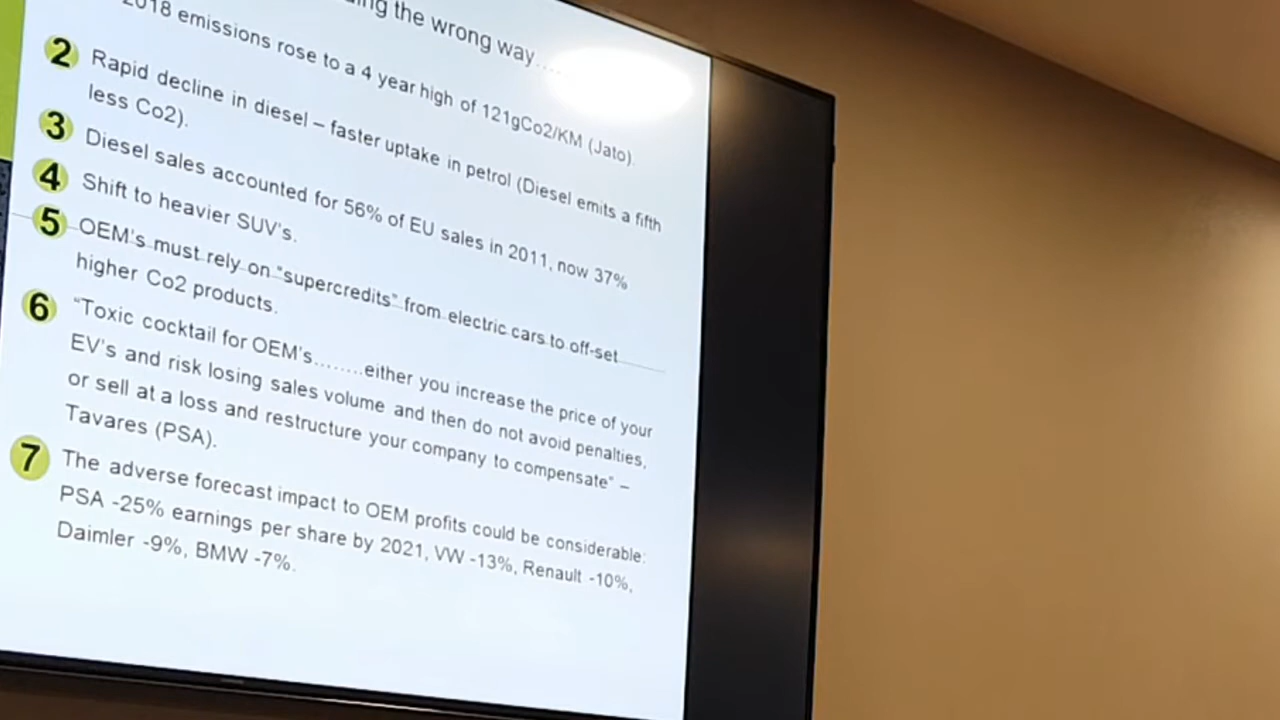 the wrong way.....
2018 emissions rose to a 4 year high of 121gCo2/KM (Jato).
2 Rapid decline in diesel – faster uptake in petrol (Diesel emits a fifth
less Co2).
3 Diesel sales accounted for 56% of EU sales in 2011, now 37%
4 Shift to heavier SUV's.
5 OEM's must rely on "supercredits" from electric cars to off-set
higher Co2 products.
6 "Toxic cocktail for OEM's........either you increase the price of your
EV's and risk losing sales volume and then do not avoid penalties,
or sell at a loss and restructure your company to compensate" –
Tavares (PSA).
7 The adverse forecast impact to OEM profits could be considerable:
PSA -25% earnings per share by 2021, VW -13%, Renault -10%,
Daimler -9%, BMW -7%.